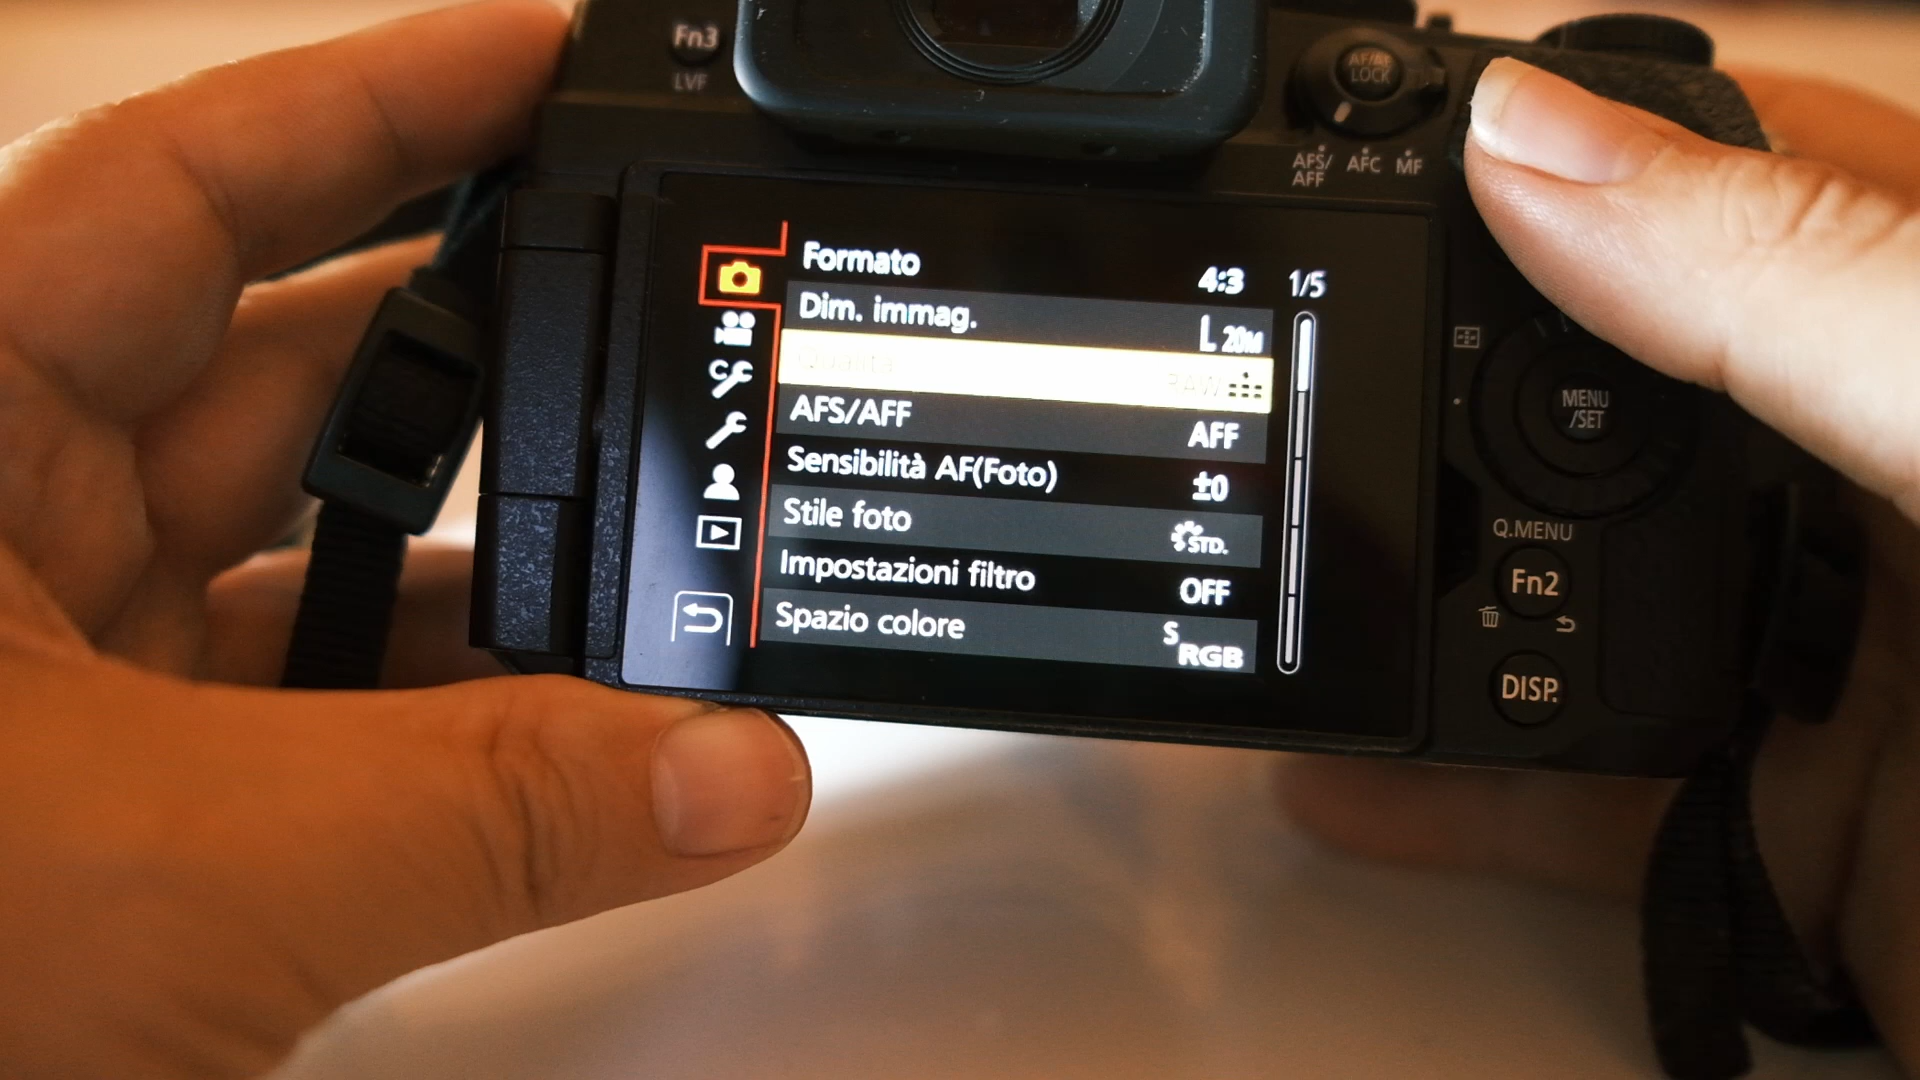 Fn3
LVF
AF/AE
LOCK
AFS/
AFF
AFC
MF
Formato 4:3 1/5
Dim. immag. L 20M
Qualità RAW
AFS/AFF AFF
Sensibilità AF(Foto) ±0
Stile foto STD.
Impostazioni filtro OFF
Spazio colore sRGB
MENU
/SET
Q.MENU
Fn2
DISP.